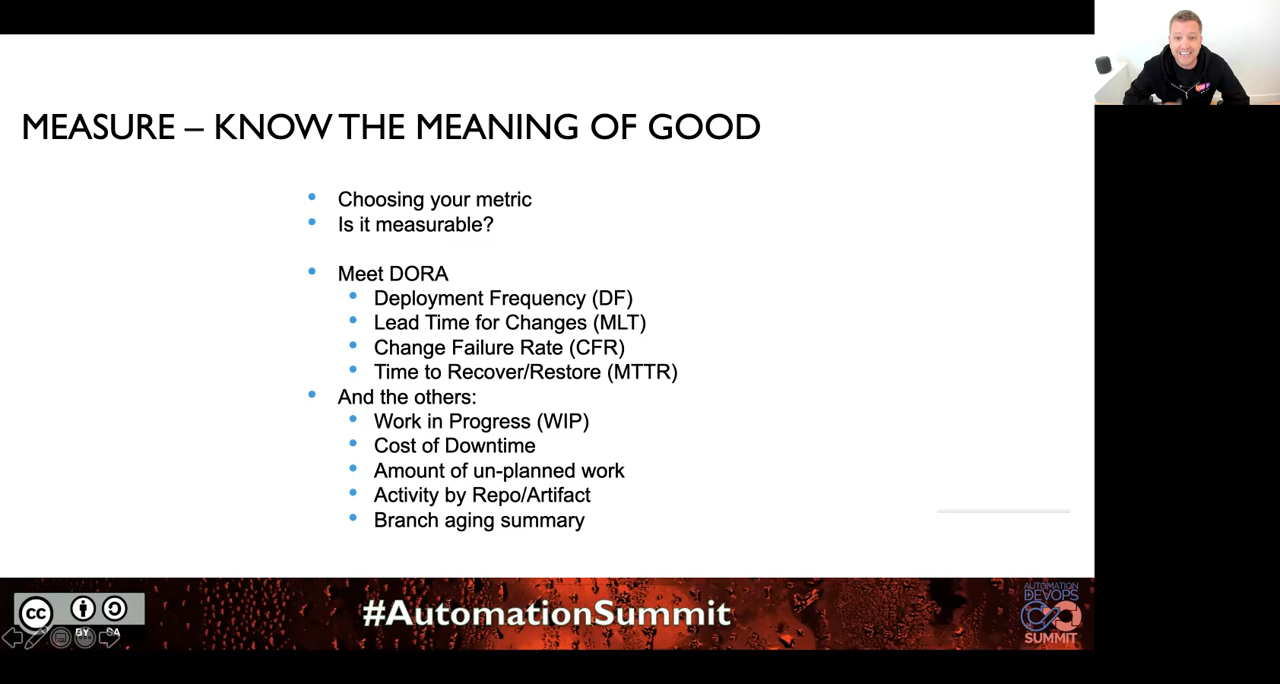 MEASURE – KNOW THE MEANING OF GOOD
Choosing your metric
Is it measurable?
Meet DORA
Deployment Frequency (DF)
Lead Time for Changes (MLT)
Change Failure Rate (CFR)
Time to Recover/Restore (MTTR)
And the others:
Work in Progress (WIP)
Cost of Downtime
Amount of un-planned work
Activity by Repo/Artifact
Branch aging summary
cc
BY SA
#AutomationSummit
AUTOMATION
DEVOPS
SUMMIT